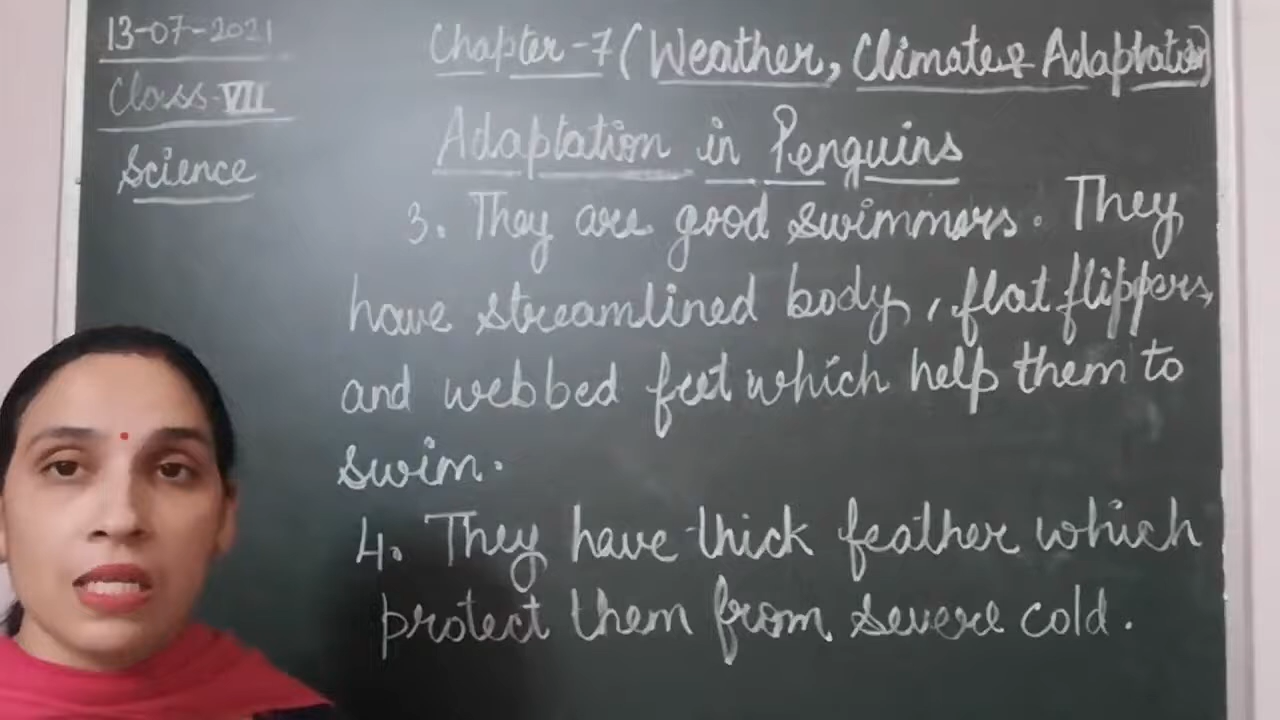 13-07-2021
Class-VII
Science
Chapter-7 (Weather, Climate & Adaptation)
Adaptation in Penguins
3. They are good swimmers. They
have streamlined body, flat flippers,
and webbed feet which help them to
swim.
4. They have thick feather which
protect them from severe cold.